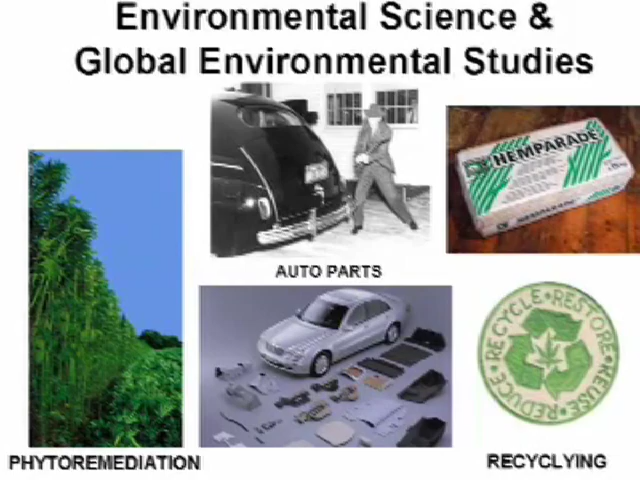 Environmental Science &
Global Environmental Studies
HEMPARADE
AUTO PARTS
RECYCLE • RESTORE • REUSE • REDUCE •
PHYTOREMEDIATION
RECYCLYING